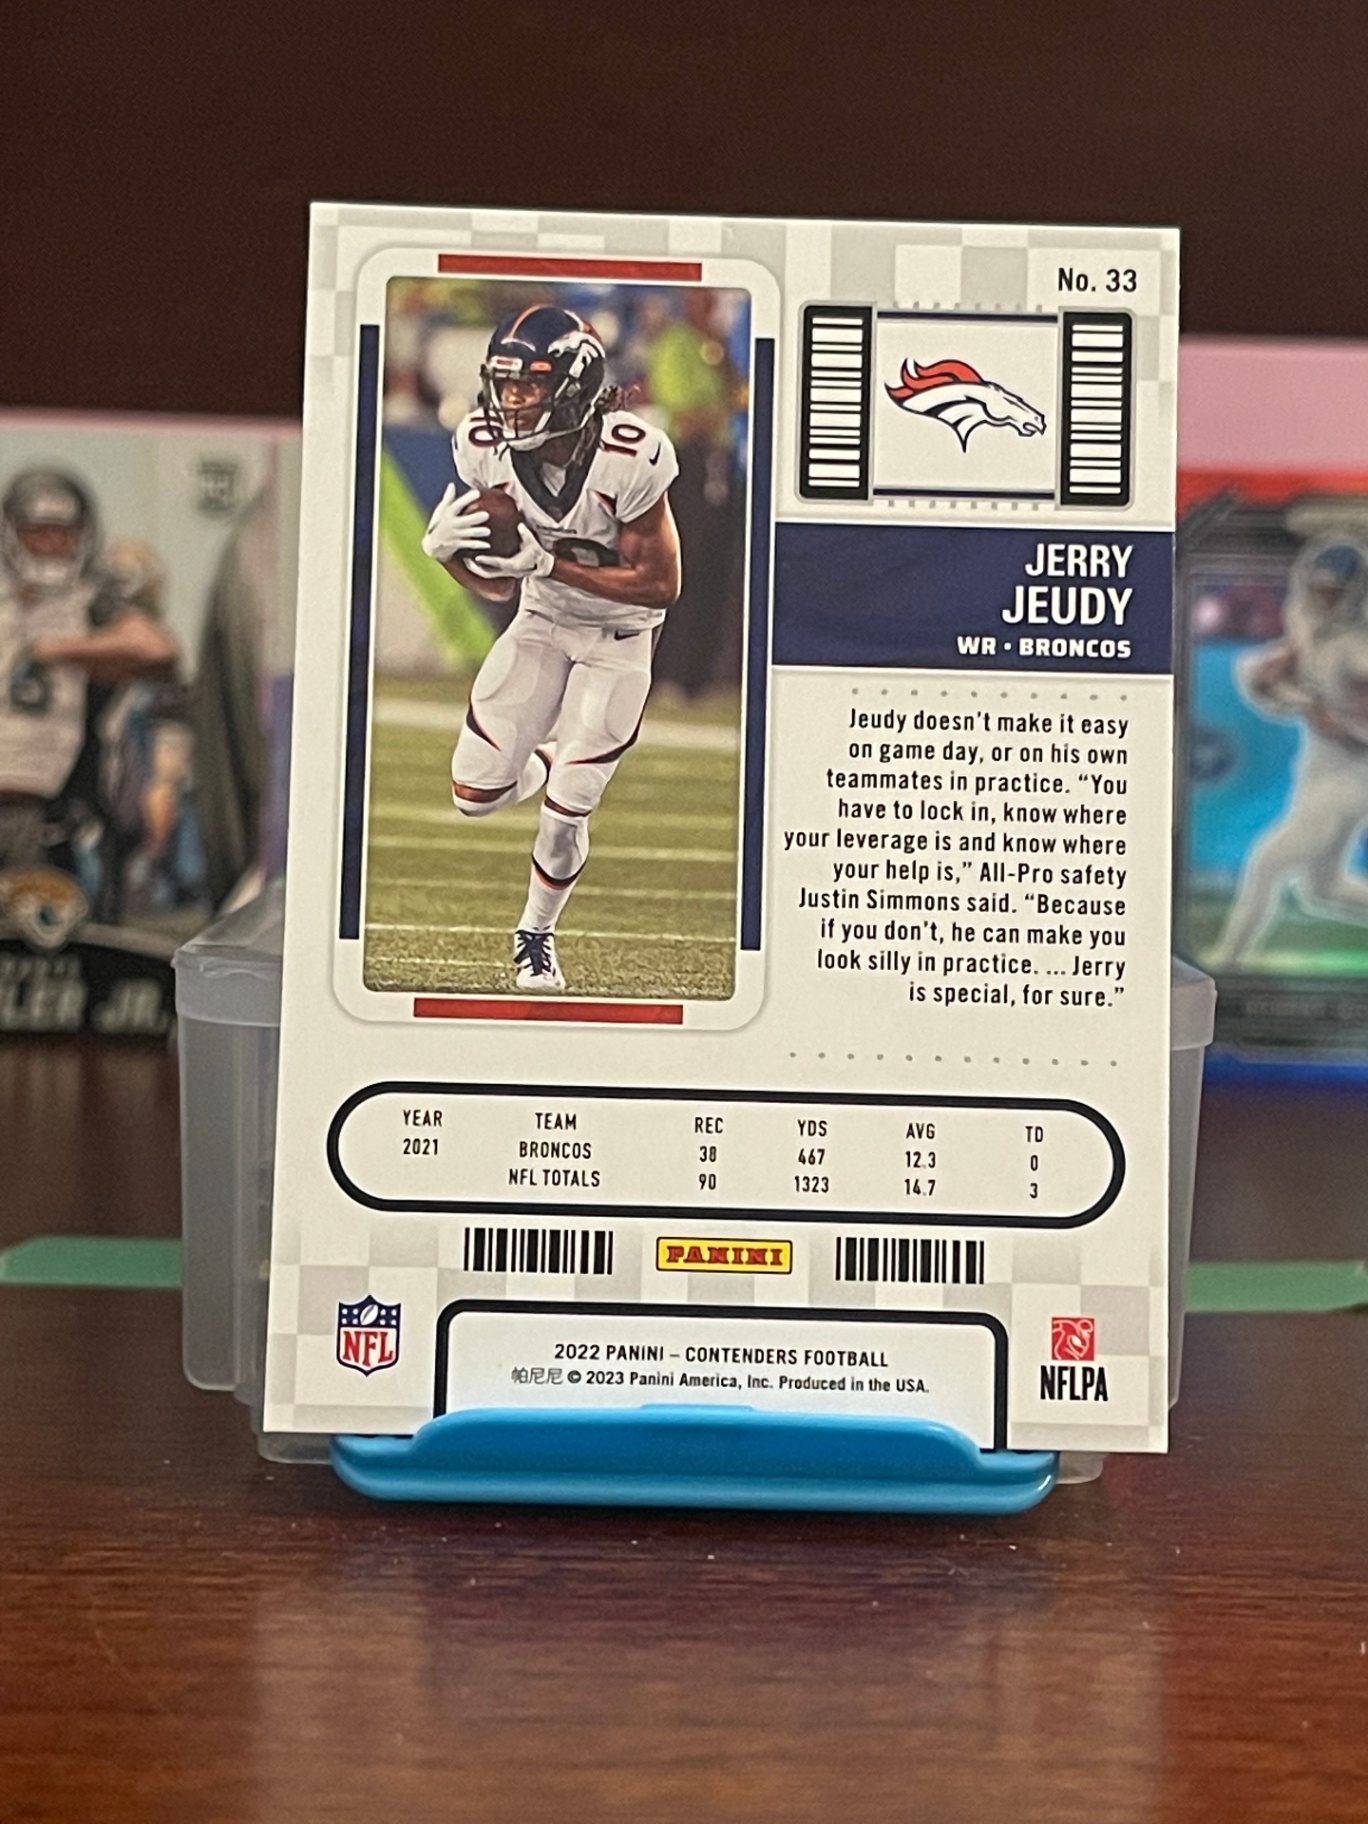 No. 33
JERRY
JEUDY
WR • BRONCOS
Jeudy doesn't make it easy
on game day, or on his own
teammates in practice. "You
have to lock in, know where
your leverage is and know where
your help is," All-Pro safety
Justin Simmons said. "Because
if you don't, he can make you
look silly in practice. ... Jerry
is special, for sure."
YEAR TEAM REC YDS AVG TD
2021 BRONCOS 38 467 12.3 0
NFL TOTALS 90 1323 14.7 3
PANINI
NFL
NFLPA
2022 PANINI – CONTENDERS FOOTBALL
帕尼尼 © 2023 Panini America, Inc. Produced in the USA.
10
10
LER JR.